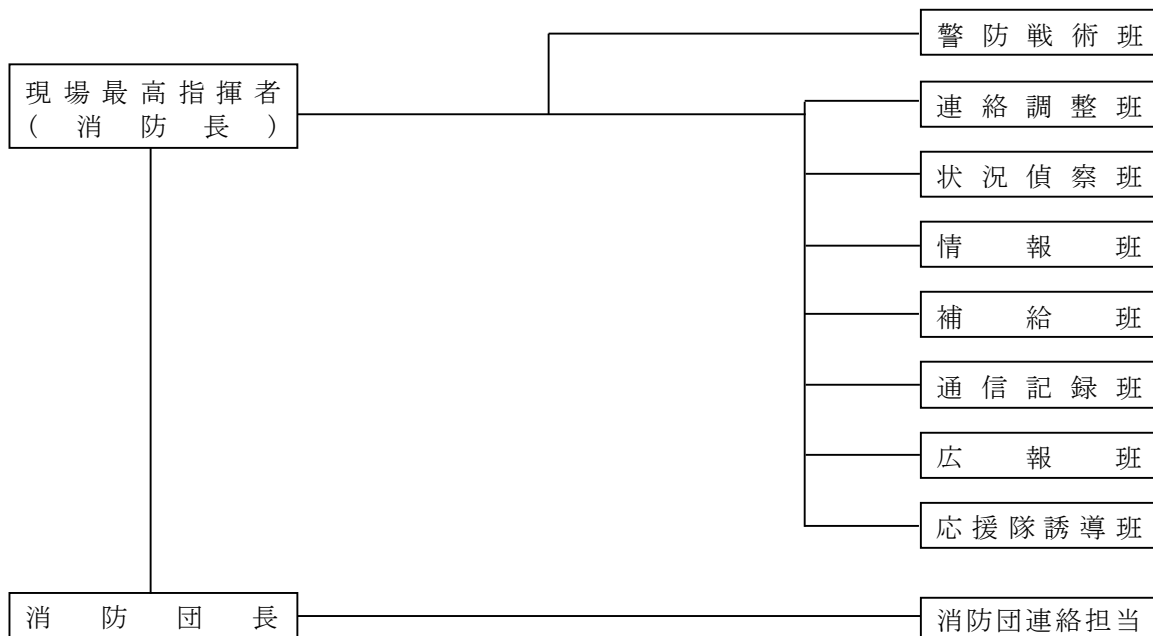 警防戦術班
現場最高指揮者
(消防長)
連絡調整班
状況偵察班
情報班
補給班
通信記録班
広報班
応援隊誘導班
消防団長
消防団連絡担当